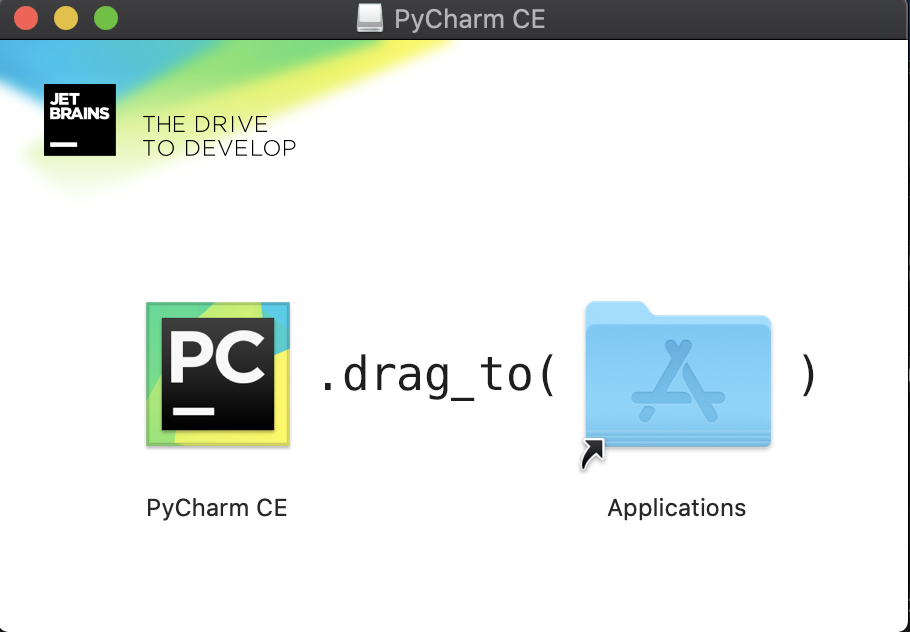 PyCharm CE
JET
BRAINS
THE DRIVE
TO DEVELOP
PC
.drag_to( )
PyCharm CE
Applications